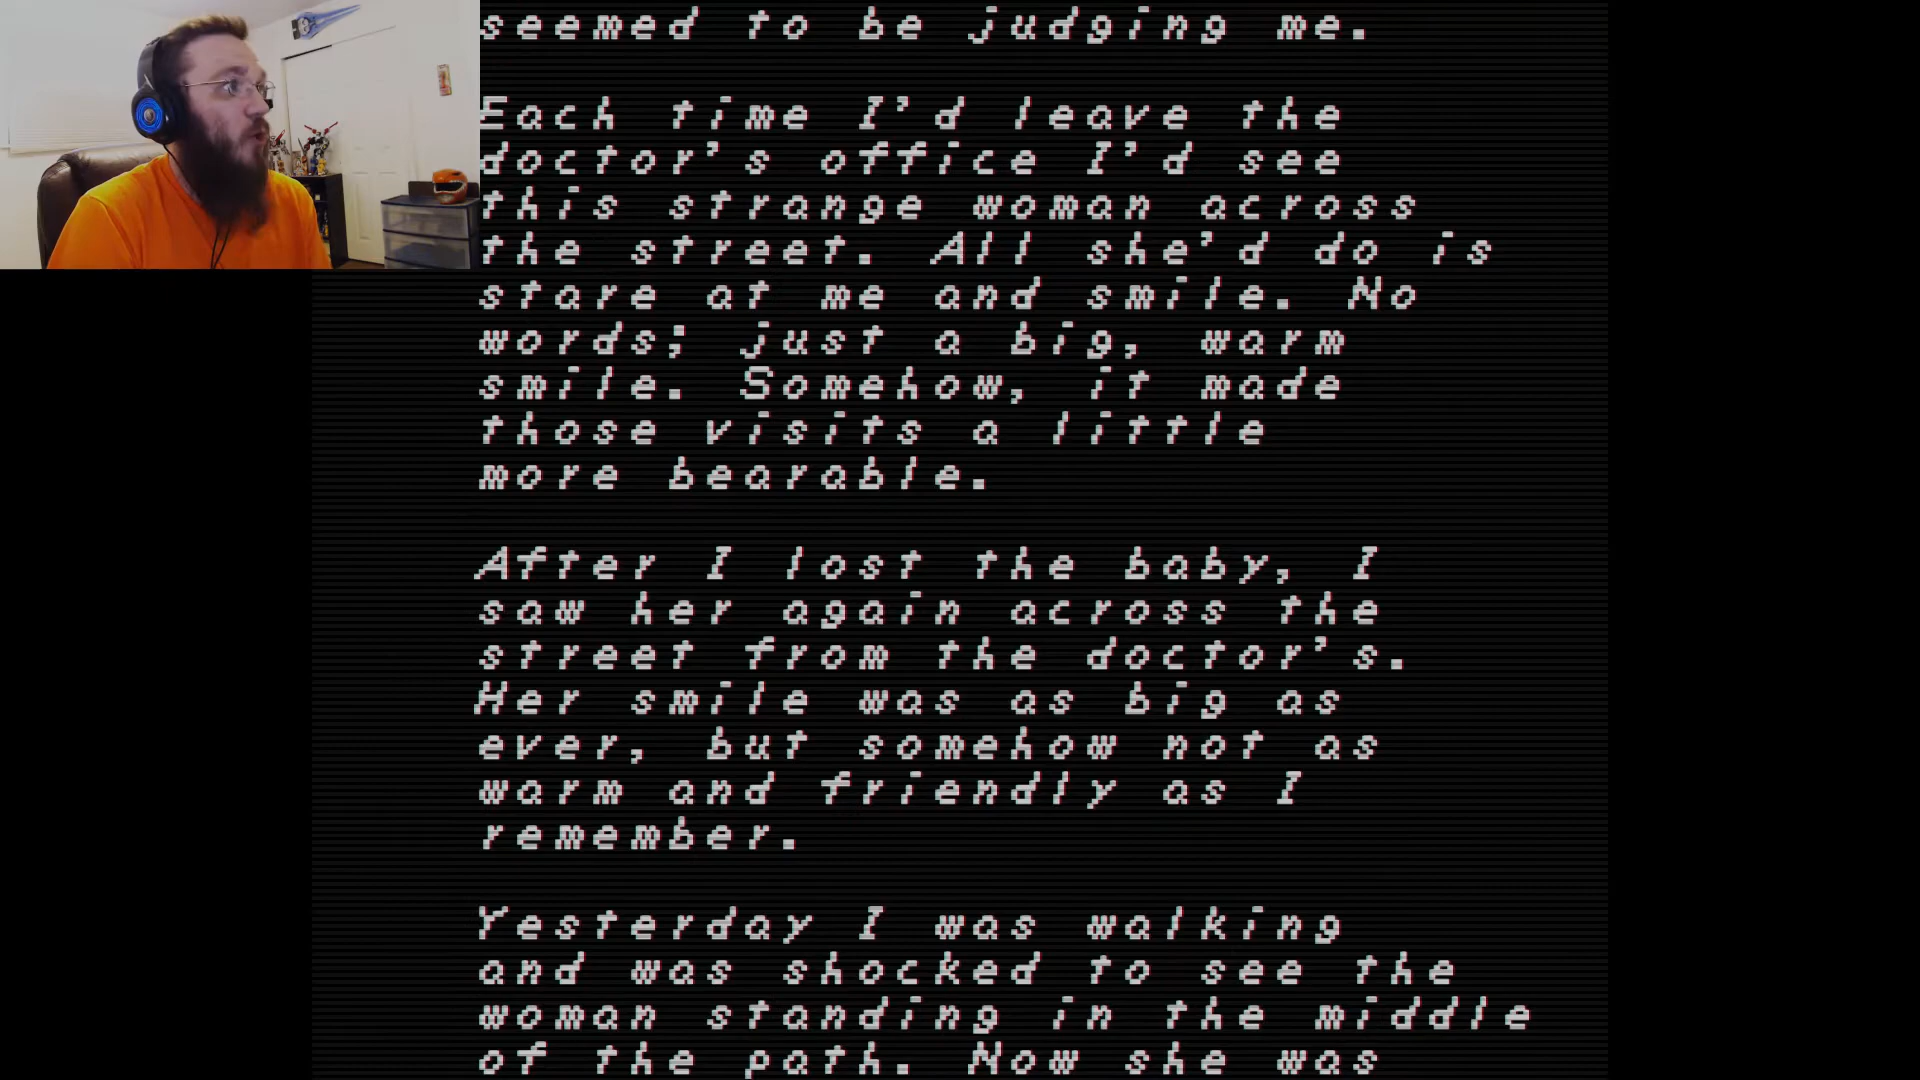 seemed to be judging me.
Each time I'd leave the
doctor's office I'd see
this strange woman across
the street. All she'd do is
stare at me and smile. No
words; just a big, warm
smile. Somehow, it made
those visits a little
more bearable.
After I lost the baby, I
saw her again across the
street from the doctor's.
Her smile was as big as
ever, but somehow not as
warm and friendly as I
remember.
Yesterday I was walking
and was shocked to see the
woman standing in the middle
of the path. Now she was